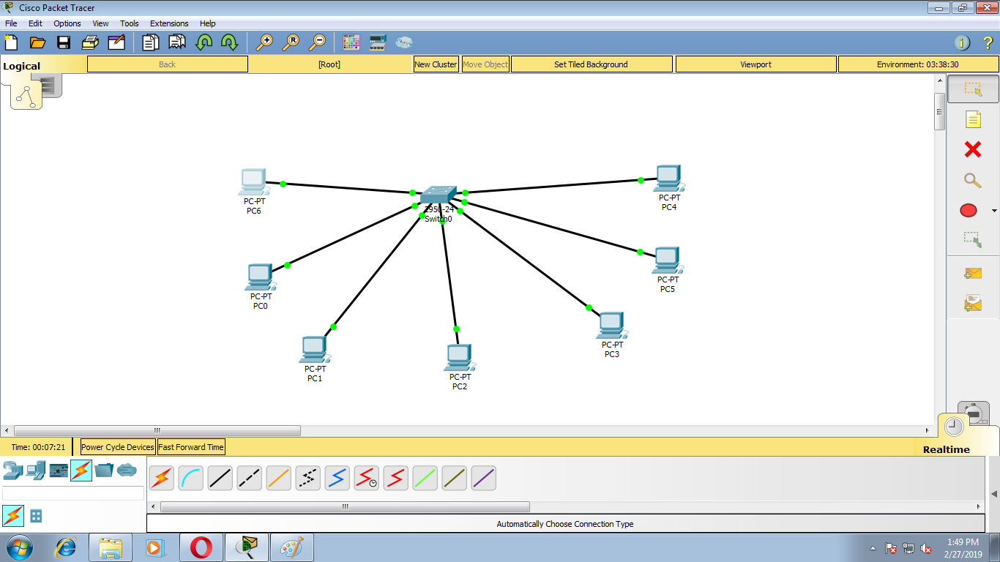 Cisco Packet Tracer
File Edit Options View Tools Extensions Help
Logical
Back
[Root]
New Cluster
Move Object
Set Tiled Background
Viewport
Environment: 03:38:30
PC-PT
PC6
2950-24
Switch0
PC-PT
PC4
PC-PT
PC0
PC-PT
PC5
PC-PT
PC1
PC-PT
PC2
PC-PT
PC3
Time: 00:07:21
Power Cycle Devices
Fast Forward Time
Realtime
Automatically Choose Connection Type
1:49 PM
2/27/2019